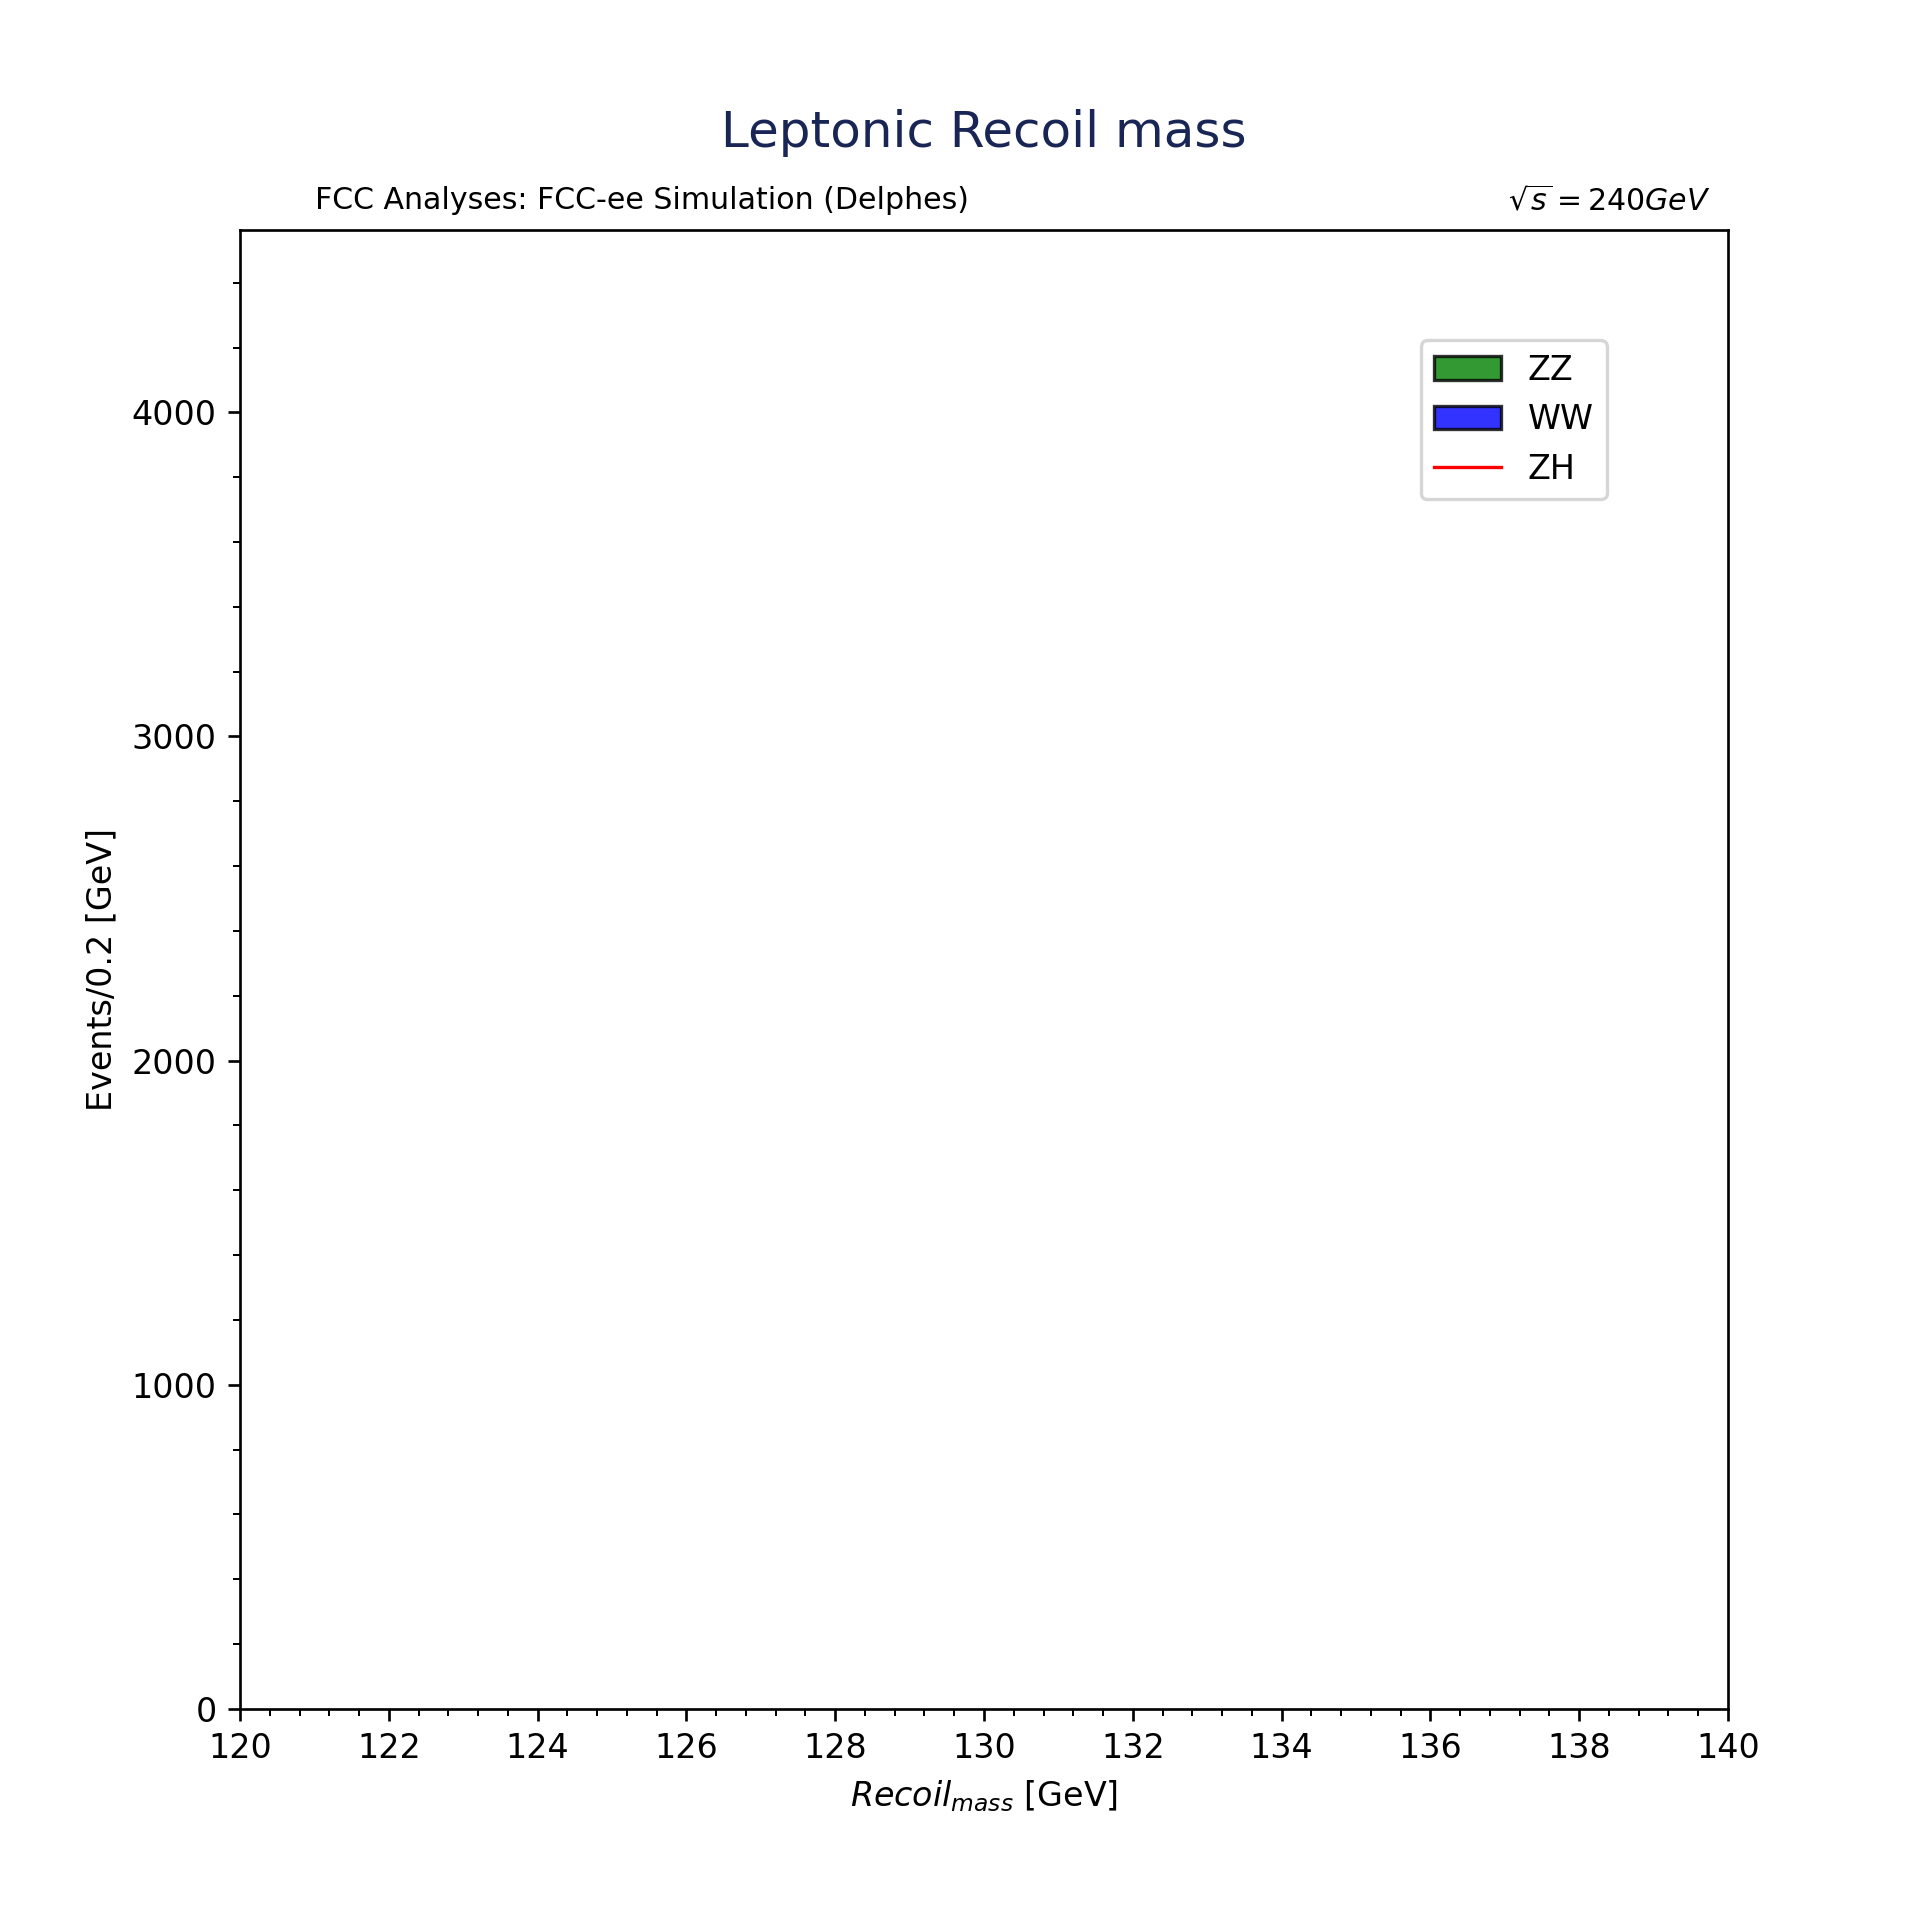 Leptonic Recoil mass
FCC Analyses: FCC-ee Simulation (Delphes)
√s = 240GeV
ZZ
WW
ZH
4000
3000
2000
1000
0
Events/0.2 [GeV]
120 122 124 126 128 130 132 134 136 138 140
Recoil_mass [GeV]